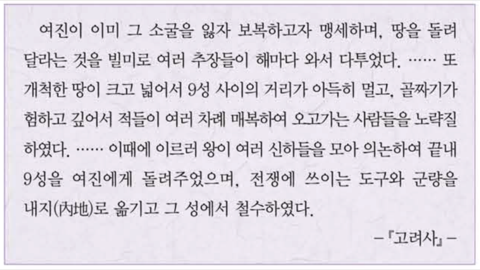 여진이 이미 그 소굴을 잃자 보복하고자 맹세하며, 땅을 돌려
달라는 것을 빌미로 여러 추장들이 해마다 와서 다투었다. …… 또
개척한 땅이 크고 넓어서 9성 사이의 거리가 아득히 멀고, 골짜기가
험하고 깊어서 적들이 여러 차례 매복하여 오고가는 사람들을 노략질
하였다. …… 이때에 이르러 왕이 여러 신하들을 모아 의논하여 끝내
9성을 여진에게 돌려주었으며, 전쟁에 쓰이는 도구와 군량을
내지(內地)로 옮기고 그 성에서 철수하였다.
- 『고려사』 -